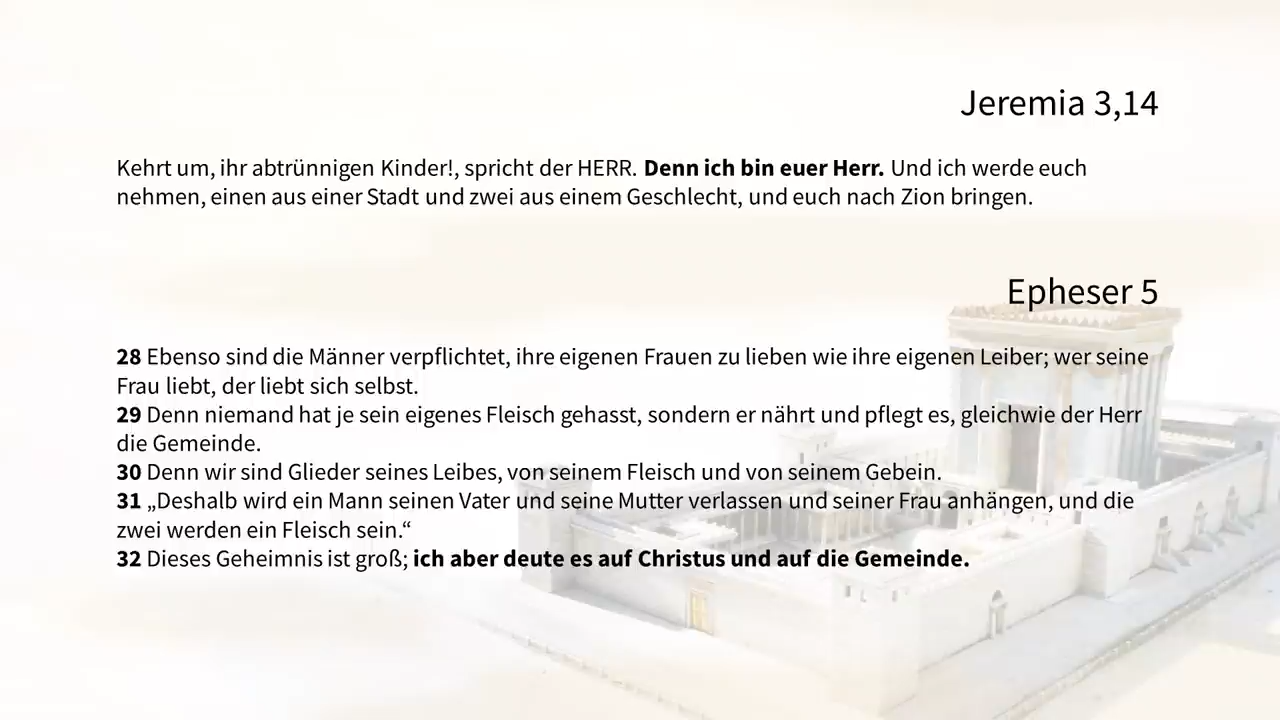 Jeremia 3,14
Kehrt um, ihr abtrünnigen Kinder!, spricht der HERR. Denn ich bin euer Herr. Und ich werde euch
nehmen, einen aus einer Stadt und zwei aus einem Geschlecht, und euch nach Zion bringen.
Epheser 5
28 Ebenso sind die Männer verpflichtet, ihre eigenen Frauen zu lieben wie ihre eigenen Leiber; wer seine
Frau liebt, der liebt sich selbst.
29 Denn niemand hat je sein eigenes Fleisch gehasst, sondern er nährt und pflegt es, gleichwie der Herr
die Gemeinde.
30 Denn wir sind Glieder seines Leibes, von seinem Fleisch und von seinem Gebein.
31 „Deshalb wird ein Mann seinen Vater und seine Mutter verlassen und seiner Frau anhängen, und die
zwei werden ein Fleisch sein.“
32 Dieses Geheimnis ist groß; ich aber deute es auf Christus und auf die Gemeinde.